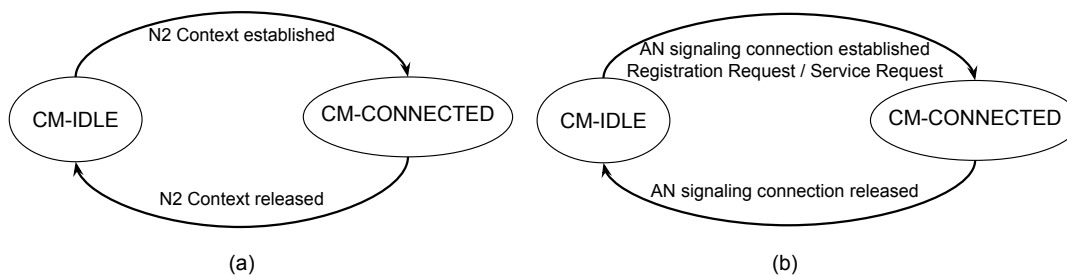 N2 Context established
CM-IDLE
CM-CONNECTED
N2 Context released
(a)
AN signaling connection established
Registration Request / Service Request
CM-IDLE
CM-CONNECTED
AN signaling connection released
(b)